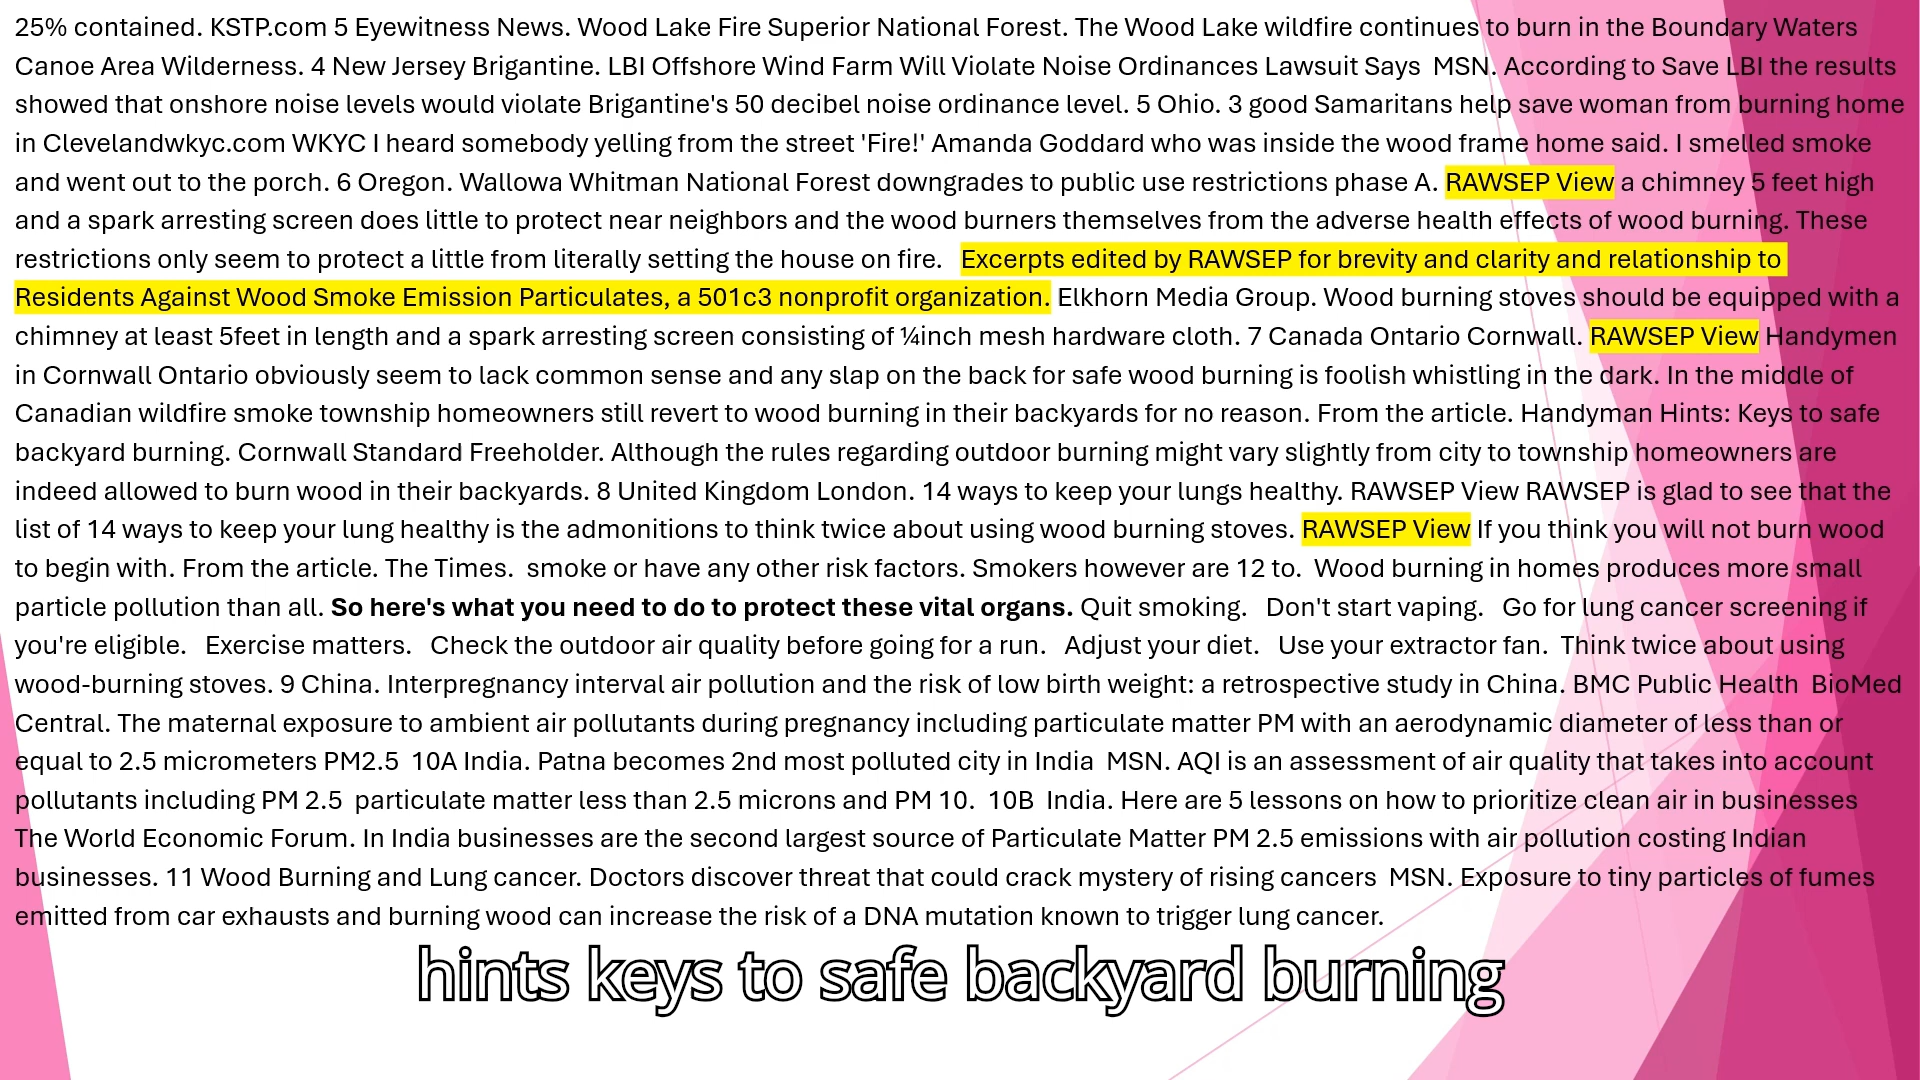 25% contained. KSTP.com 5 Eyewitness News. Wood Lake Fire Superior National Forest. The Wood Lake wildfire continues to burn in the Boundary Waters
Canoe Area Wilderness. 4 New Jersey Brigantine. LBI Offshore Wind Farm Will Violate Noise Ordinances Lawsuit Says  MSN. According to Save LBI the results
showed that onshore noise levels would violate Brigantine's 50 decibel noise ordinance level. 5 Ohio. 3 good Samaritans help save woman from burning home
in Clevelandwkyc.com WKYC I heard somebody yelling from the street 'Fire!' Amanda Goddard who was inside the wood frame home said. I smelled smoke
and went out to the porch. 6 Oregon. Wallowa Whitman National Forest downgrades to public use restrictions phase A. RAWSEP View a chimney 5 feet high
and a spark arresting screen does little to protect near neighbors and the wood burners themselves from the adverse health effects of wood burning. These
restrictions only seem to protect a little from literally setting the house on fire.   Excerpts edited by RAWSEP for brevity and clarity and relationship to
Residents Against Wood Smoke Emission Particulates, a 501c3 nonprofit organization. Elkhorn Media Group. Wood burning stoves should be equipped with a
chimney at least 5feet in length and a spark arresting screen consisting of ¼inch mesh hardware cloth. 7 Canada Ontario Cornwall. RAWSEP View Handymen
in Cornwall Ontario obviously seem to lack common sense and any slap on the back for safe wood burning is foolish whistling in the dark. In the middle of
Canadian wildfire smoke township homeowners still revert to wood burning in their backyards for no reason. From the article. Handyman Hints: Keys to safe
backyard burning. Cornwall Standard Freeholder. Although the rules regarding outdoor burning might vary slightly from city to township homeowners are
indeed allowed to burn wood in their backyards. 8 United Kingdom London. 14 ways to keep your lungs healthy. RAWSEP View RAWSEP is glad to see that the
list of 14 ways to keep your lung healthy is the admonitions to think twice about using wood burning stoves. RAWSEP View If you think you will not burn wood
to begin with. From the article. The Times.  smoke or have any other risk factors. Smokers however are 12 to.  Wood burning in homes produces more small
particle pollution than all. So here's what you need to do to protect these vital organs. Quit smoking.   Don't start vaping.   Go for lung cancer screening if
you're eligible.   Exercise matters.   Check the outdoor air quality before going for a run.   Adjust your diet.   Use your extractor fan.  Think twice about using
wood-burning stoves. 9 China. Interpregnancy interval air pollution and the risk of low birth weight: a retrospective study in China. BMC Public Health  BioMed
Central. The maternal exposure to ambient air pollutants during pregnancy including particulate matter PM with an aerodynamic diameter of less than or
equal to 2.5 micrometers PM2.5  10A India. Patna becomes 2nd most polluted city in India  MSN. AQI is an assessment of air quality that takes into account
pollutants including PM 2.5  particulate matter less than 2.5 microns and PM 10.  10B  India. Here are 5 lessons on how to prioritize clean air in businesses
The World Economic Forum. In India businesses are the second largest source of Particulate Matter PM 2.5 emissions with air pollution costing Indian
businesses. 11 Wood Burning and Lung cancer. Doctors discover threat that could crack mystery of rising cancers  MSN. Exposure to tiny particles of fumes
emitted from car exhausts and burning wood can increase the risk of a DNA mutation known to trigger lung cancer.
hints keys to safe backyard burning